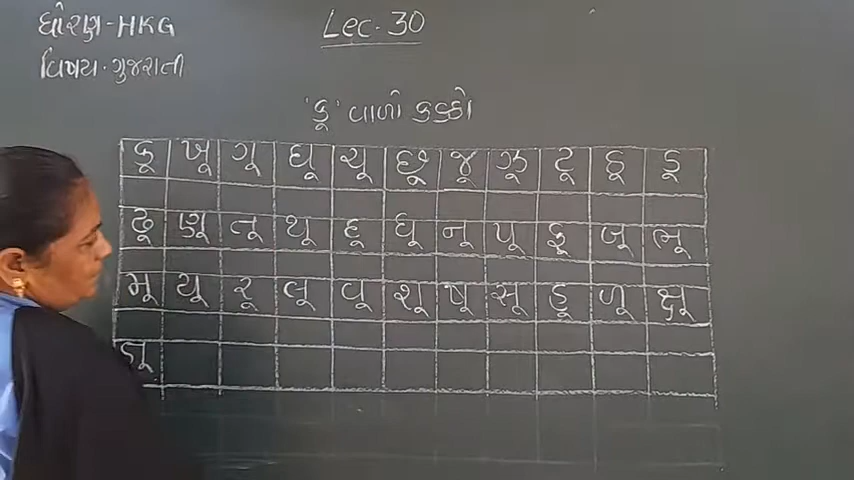 ધોરણ-HKG
Lec. 30
વિષય. ગુજરાતી
'કૂ' વાળો કક્કો
કૂ ખૂ ગૂ ઘૂ ચૂ છૂ જૂ ઝૂ ટૂ ઠૂ ડૂ
ઢૂ ણૂ તૂ થૂ દૂ ધૂ નૂ પૂ ફૂ બૂ ભૂ
મૂ યૂ રૂ લૂ વૂ શૂ ષૂ સૂ હૂ ળૂ ક્ષૂ
જ્ઞૂ